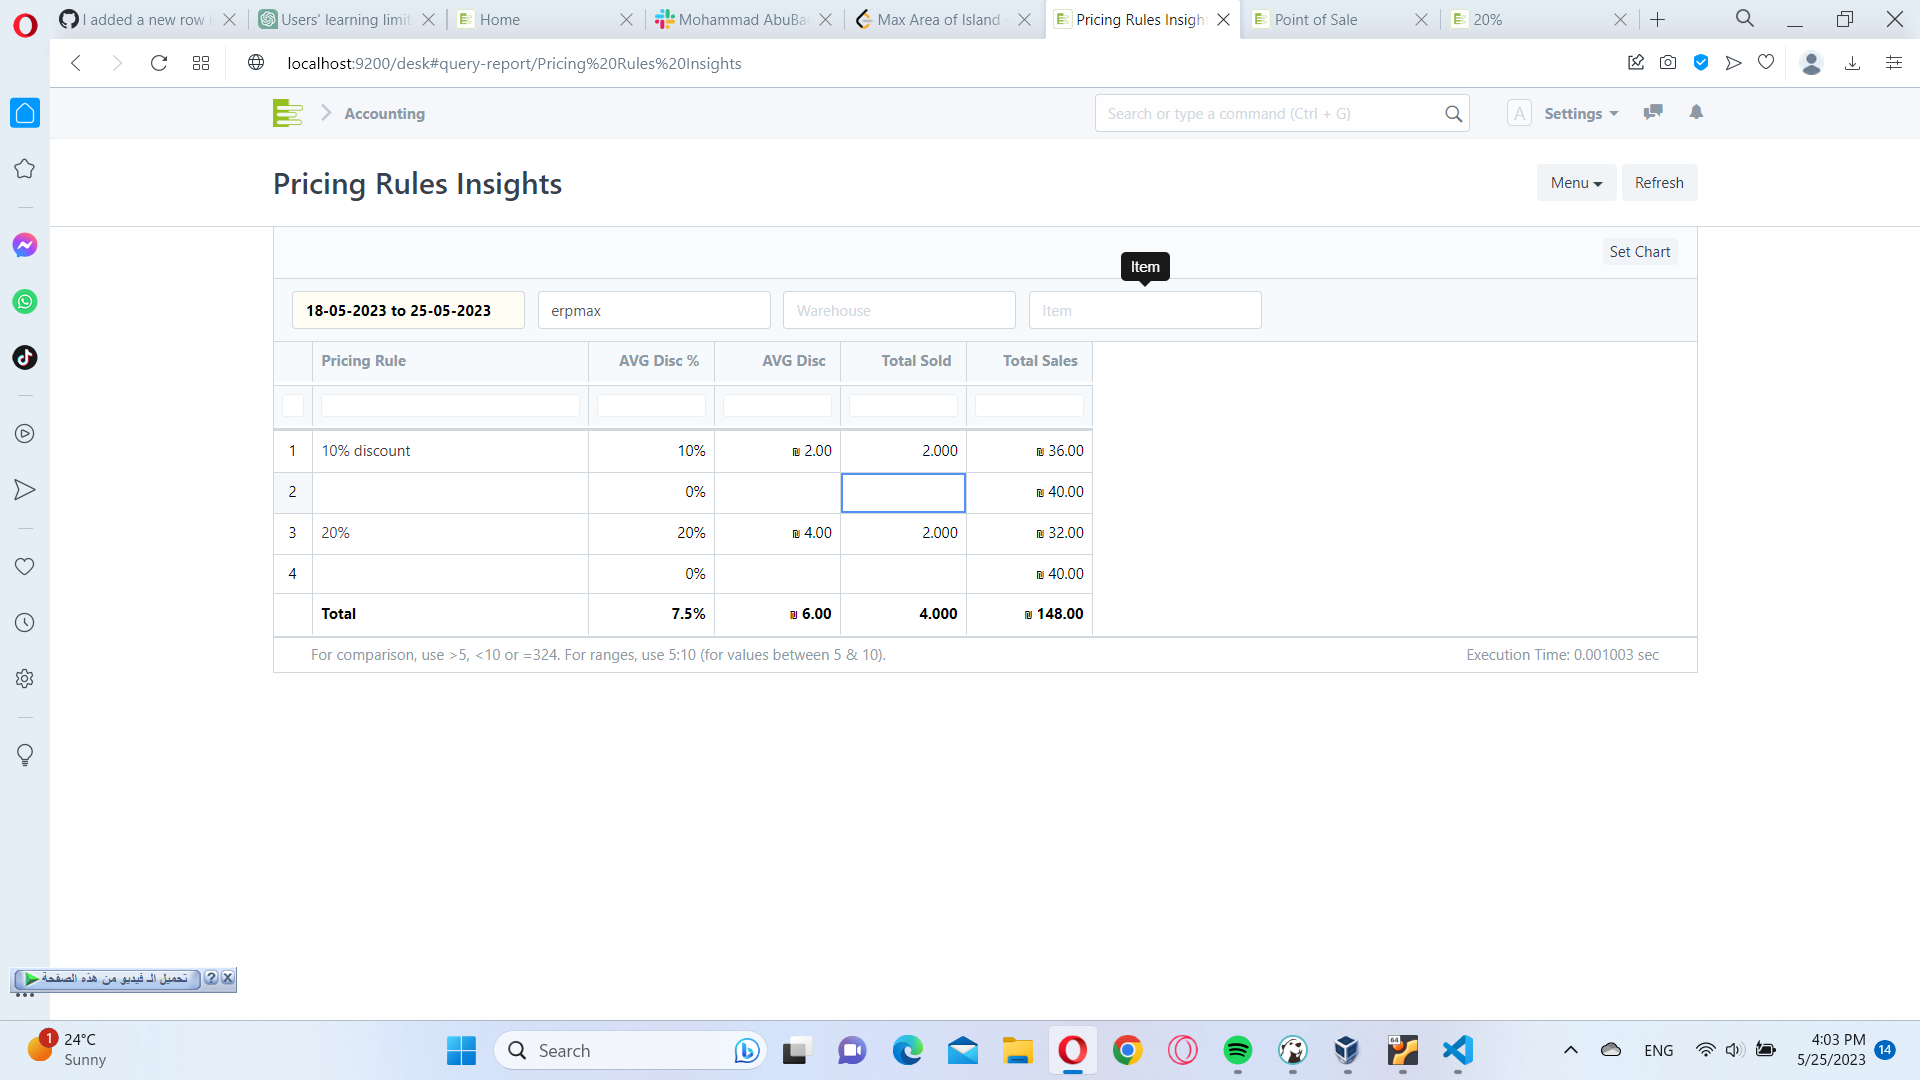 I added a new row i
Users' learning limit
Home
Mohammad AbuBa
Max Area of Island -
Pricing Rules Insigh
Point of Sale
20%
localhost:9200/desk#query-report/Pricing%20Rules%20Insights
Accounting
Search or type a command (Ctrl + G)
A Settings
Pricing Rules Insights
Menu
Refresh
Set Chart
Item
18-05-2023 to 25-05-2023 erpmax Warehouse Item
Pricing Rule AVG Disc % AVG Disc Total Sold Total Sales
1 10% discount 10% ₪ 2.00 2.000 ₪ 36.00
2 0% ₪ 40.00
3 20% 20% ₪ 4.00 2.000 ₪ 32.00
4 0% ₪ 40.00
Total 7.5% ₪ 6.00 4.000 ₪ 148.00
For comparison, use >5, <10 or =324. For ranges, use 5:10 (for values between 5 & 10).
Execution Time: 0.001003 sec
تحميل الـ فيديو من هذه الصفحة
1
24°C
Sunny
Search
64
ENG
4:03 PM
5/25/2023
14